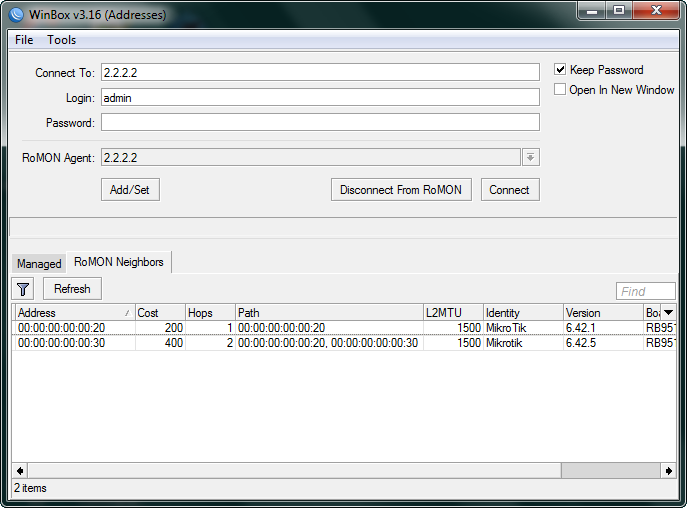 WinBox v3.16 (Addresses)
File Tools
Connect To: 2.2.2.2
Keep Password
Login: admin
Open In New Window
Password:
RoMON Agent: 2.2.2.2
Add/Set Disconnect From RoMON Connect
Managed RoMON Neighbors
Refresh Find
Address / Cost Hops Path L2MTU Identity Version Boa
00:00:00:00:00:20 200 1 00:00:00:00:00:20 1500 MikroTik 6.42.1 RB951
00:00:00:00:00:30 400 2 00:00:00:00:00:20, 00:00:00:00:00:30 1500 Mikrotik 6.42.5 RB951
2 items